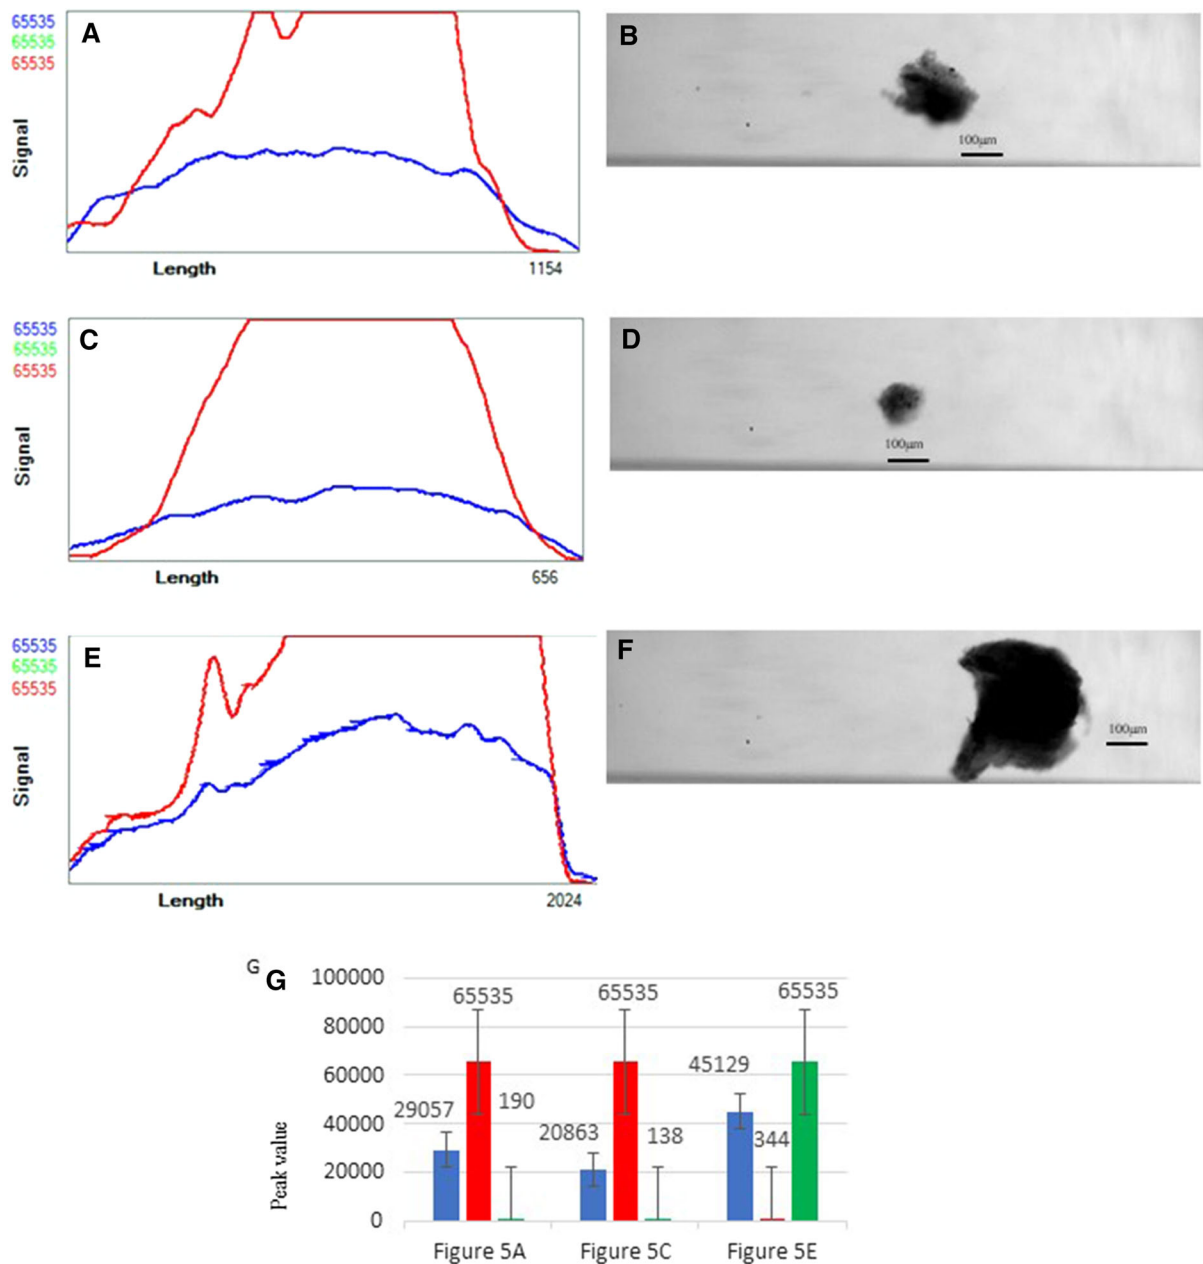 65535
65535
65535
A
Signal
Length
1154
B
100μm
65535
65535
65535
C
Signal
Length
656
D
100μm
65535
65535
65535
E
Signal
Length
2024
F
100μm
G
G
100000
80000
60000
40000
20000
0
Peak value
65535
65535
65535
29057
190
20863
138
45129
344
Figure 5A
Figure 5C
Figure 5E